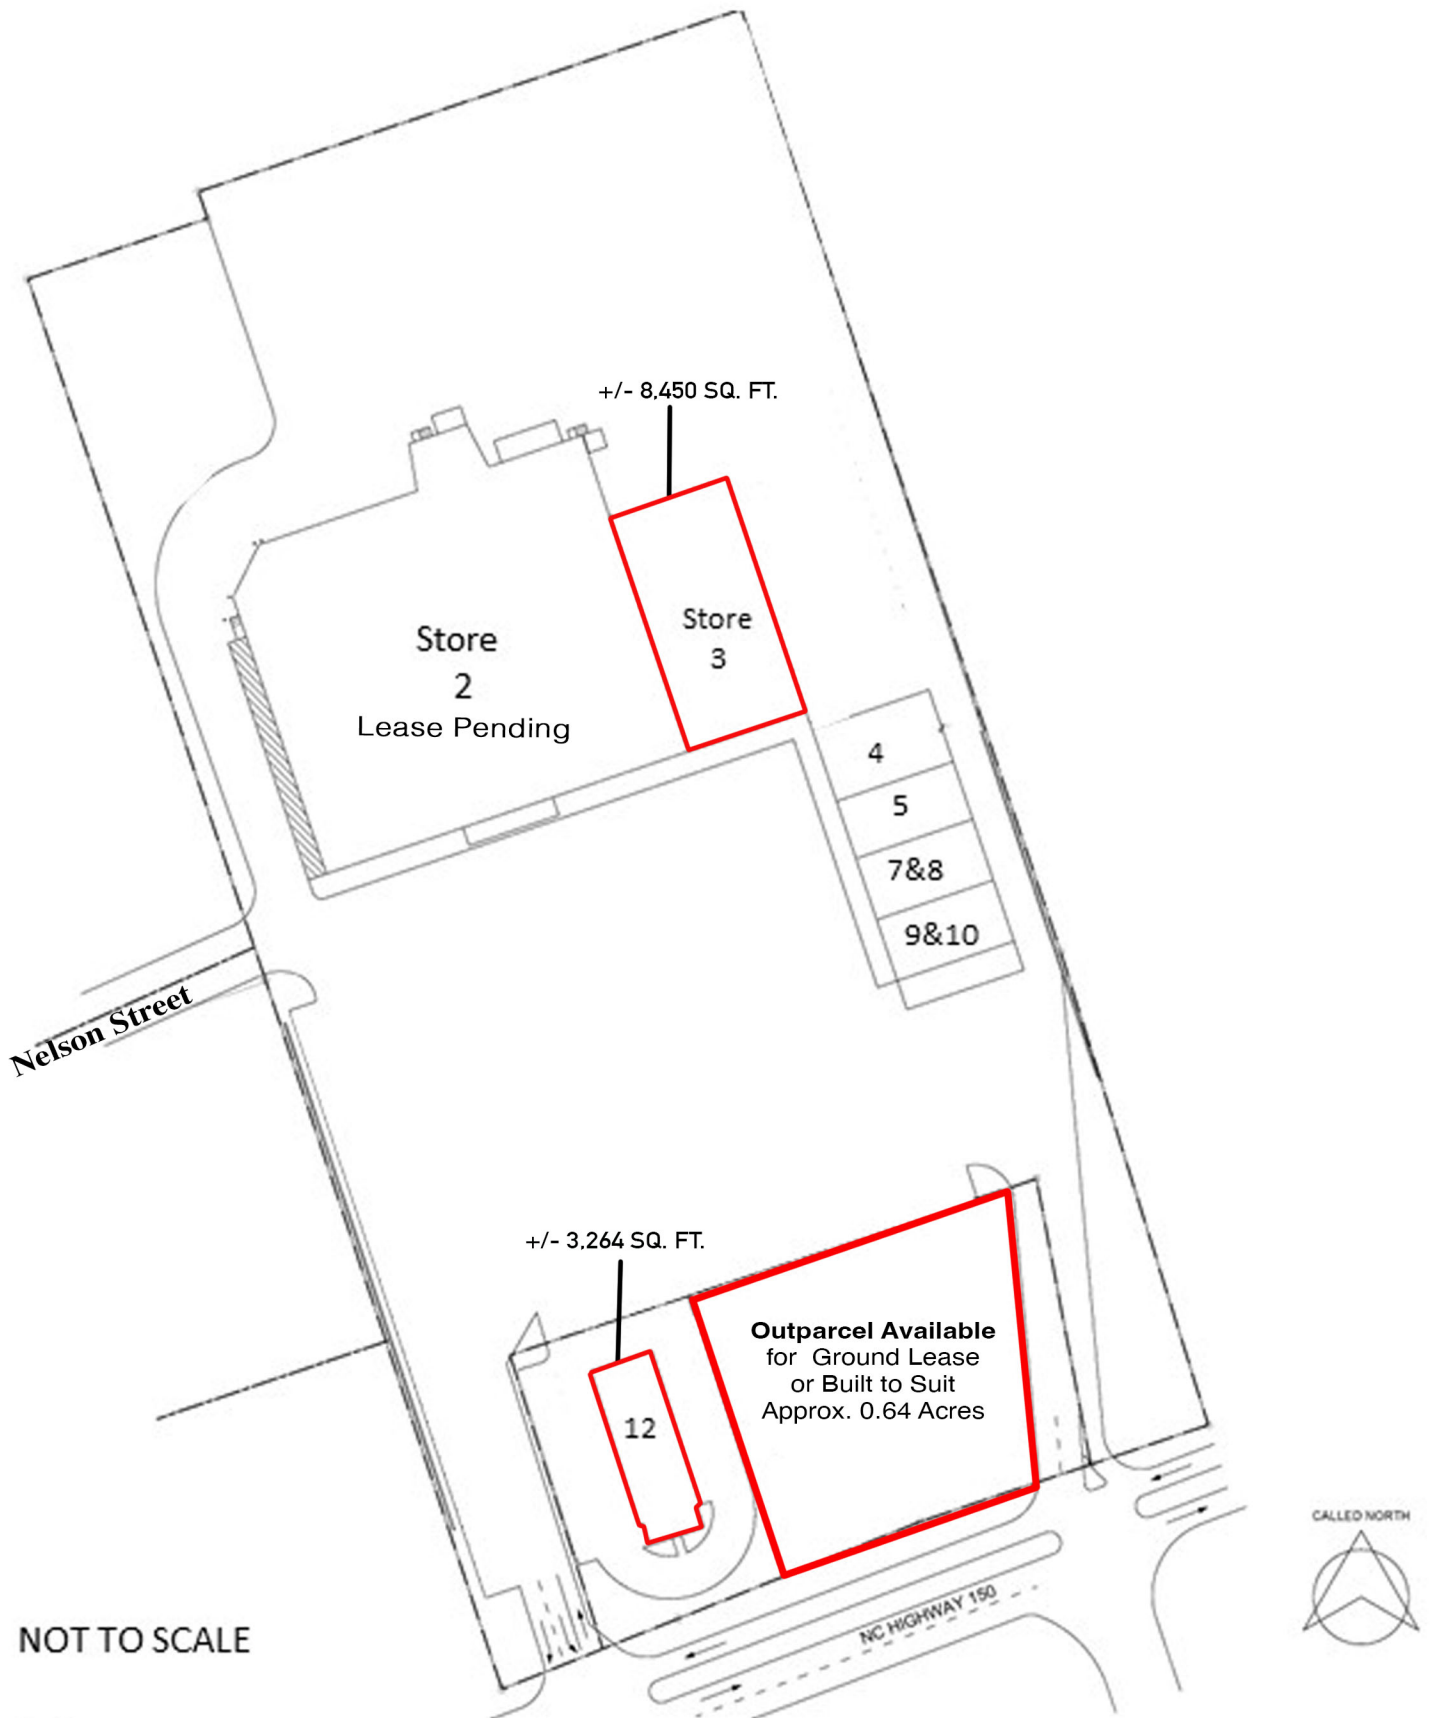 +/- 8,450 SQ. FT.
Store
3
Store
2
Lease Pending
4
5
7&8
9&10
Nelson Street
+/- 3,264 SQ. FT.
12
Outparcel Available
for Ground Lease
or Built to Suit
Approx. 0.64 Acres
NC HIGHWAY 150
CALLED NORTH
NOT TO SCALE